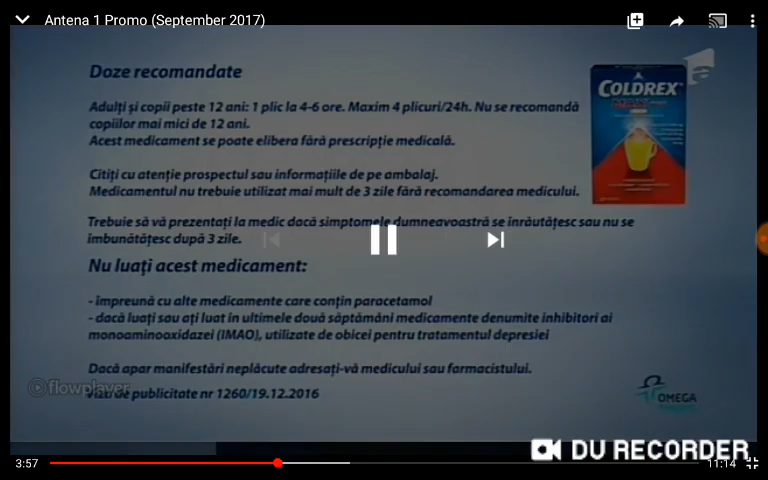 Antena 1 Promo (September 2017)
Doze recomandate
Adulți și copii peste 12 ani: 1 plic la 4-6 ore. Maxim 4 plicuri/24h. Nu se recomandă
copiilor mai mici de 12 ani.
Acest medicament se poate elibera fără prescripție medicală.
COLDREX
Citiți cu atenție prospectul sau informațiile de pe ambalaj.
Medicamentul nu trebuie utilizat mai mult de 3 zile fără recomandarea medicului.
Trebuie să vă prezentați la medic dacă simptomele dumneavoastră se înrăutățesc sau nu se
îmbunătățesc după 3 zile.
Nu luați acest medicament:
- împreună cu alte medicamente care conțin paracetamol
- dacă luați sau ați luat în ultimele două săptămâni medicamente denumite inhibitori ai
monoaminooxidazei (IMAO), utilizate de obicei pentru tratamentul depresiei
Dacă apar manifestări neplăcute adresați-vă medicului sau farmacistului.
flowplayer
de publicitate nr 1260/19.12.2016
OMEGA
DU RECORDER
3:57
11:14